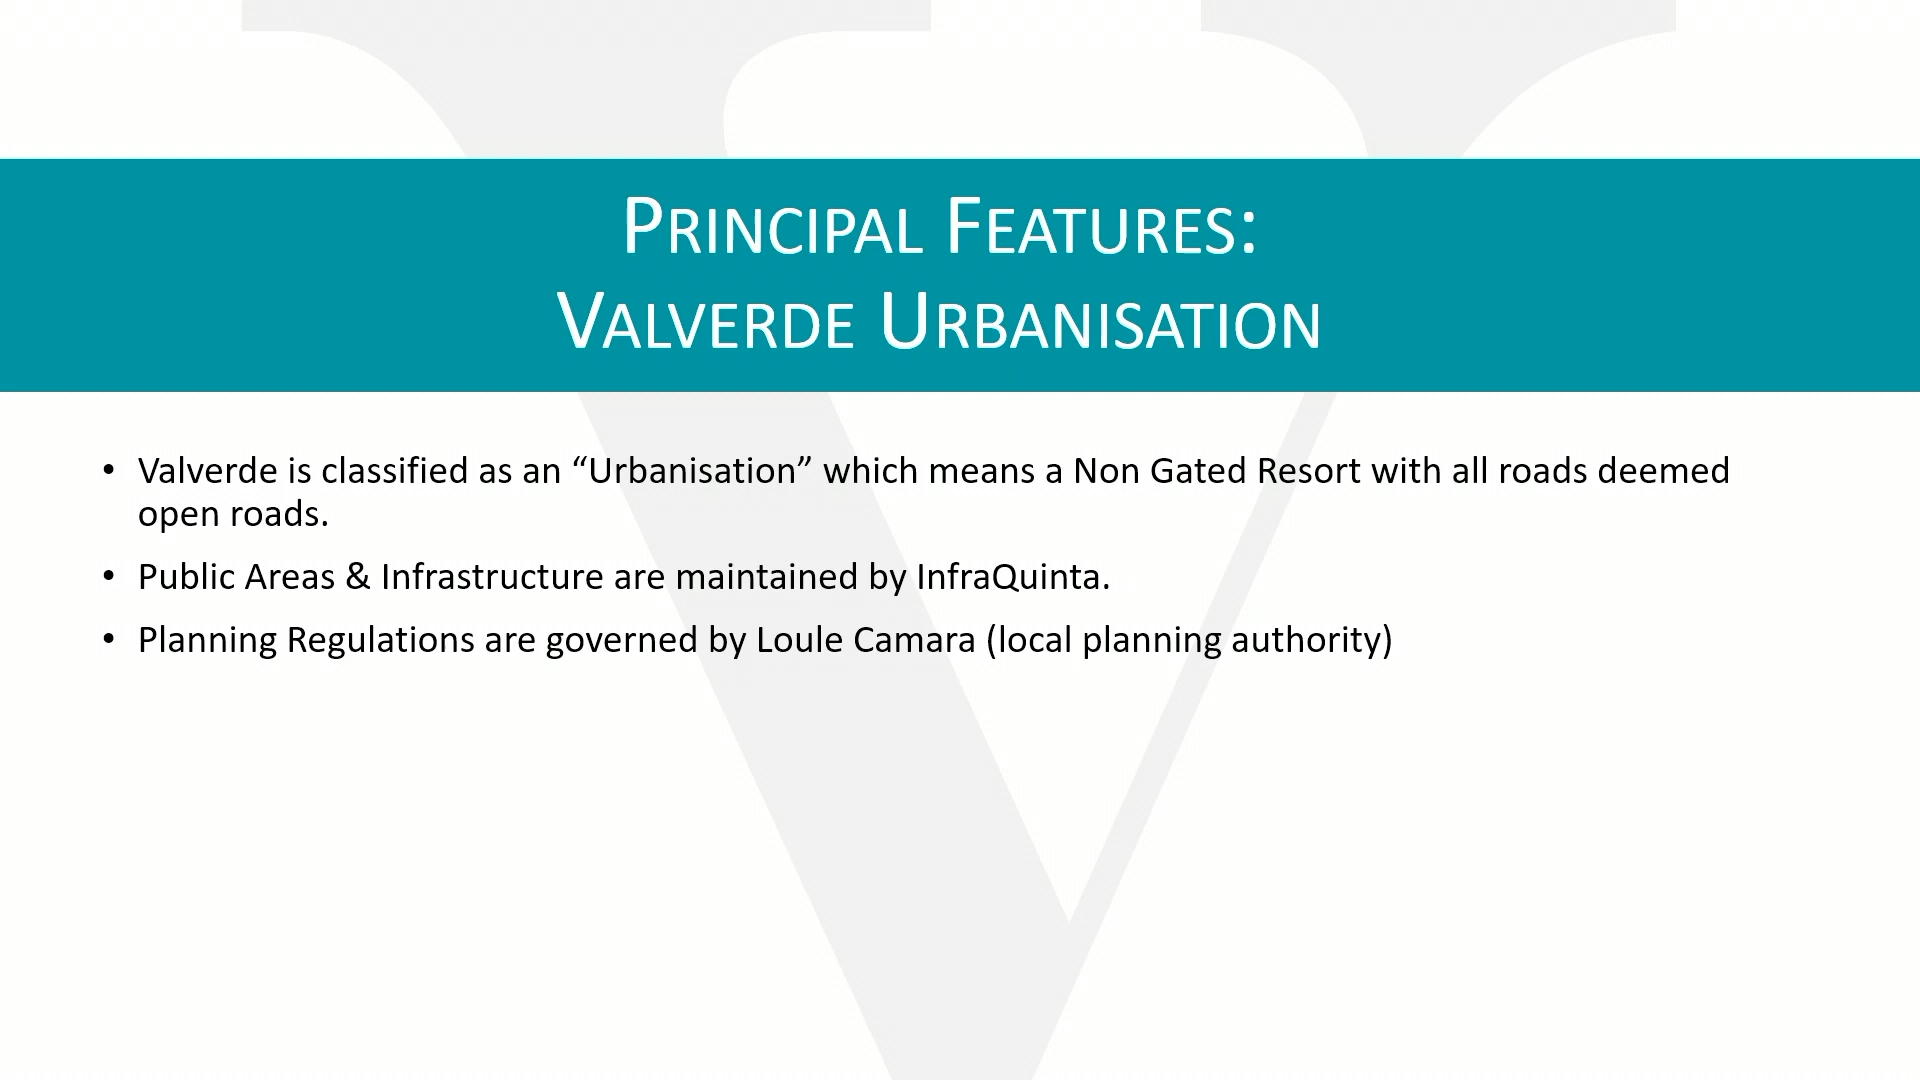 Principal Features:
Valverde Urbanisation
• Valverde is classified as an “Urbanisation” which means a Non Gated Resort with all roads deemed
open roads.
• Public Areas & Infrastructure are maintained by InfraQuinta.
• Planning Regulations are governed by Loule Camara (local planning authority)